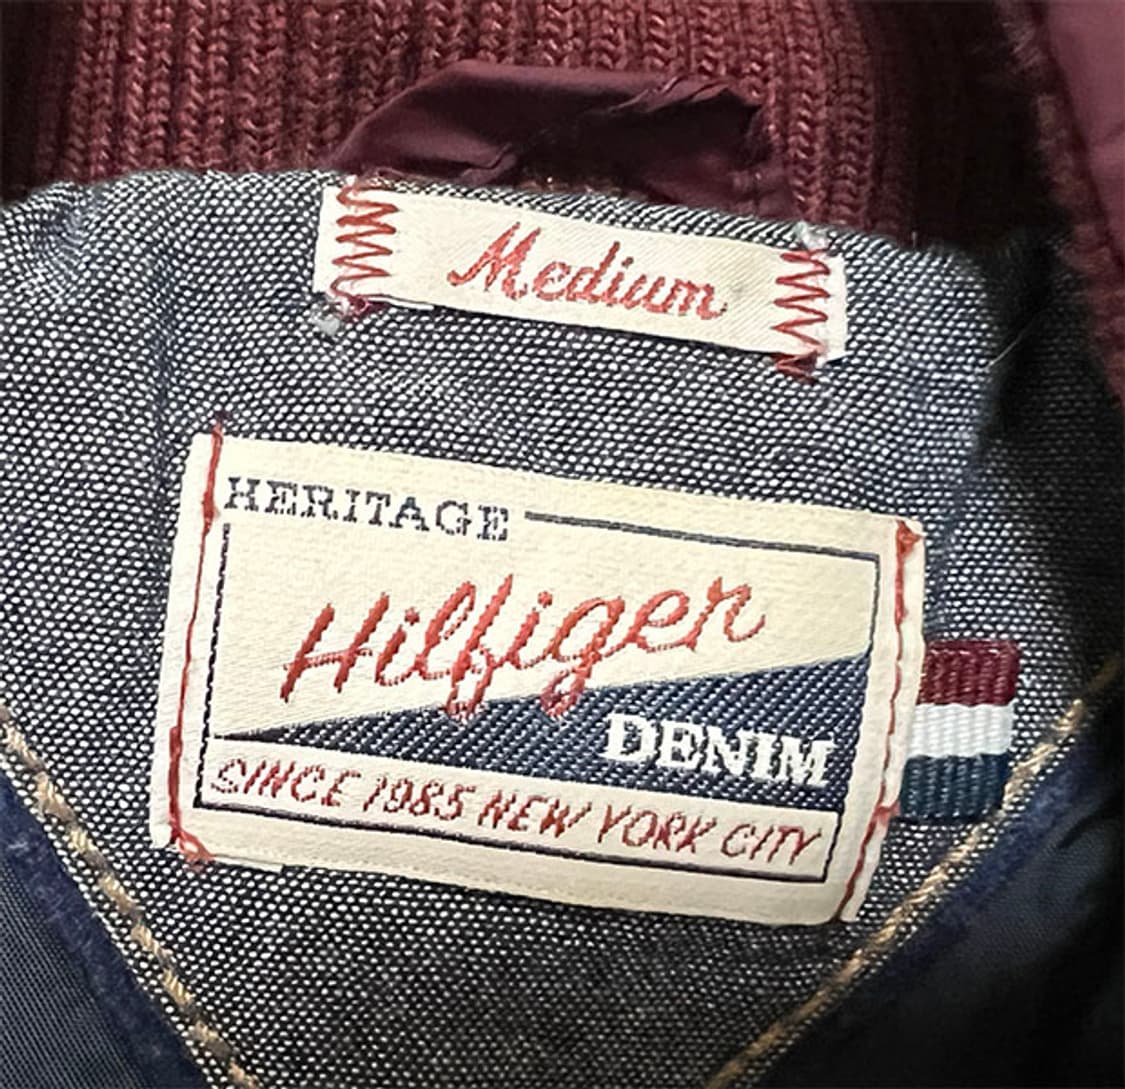 Medium
HERITAGE
Hilfiger
DENIM
SINCE 1985 NEW YORK CITY